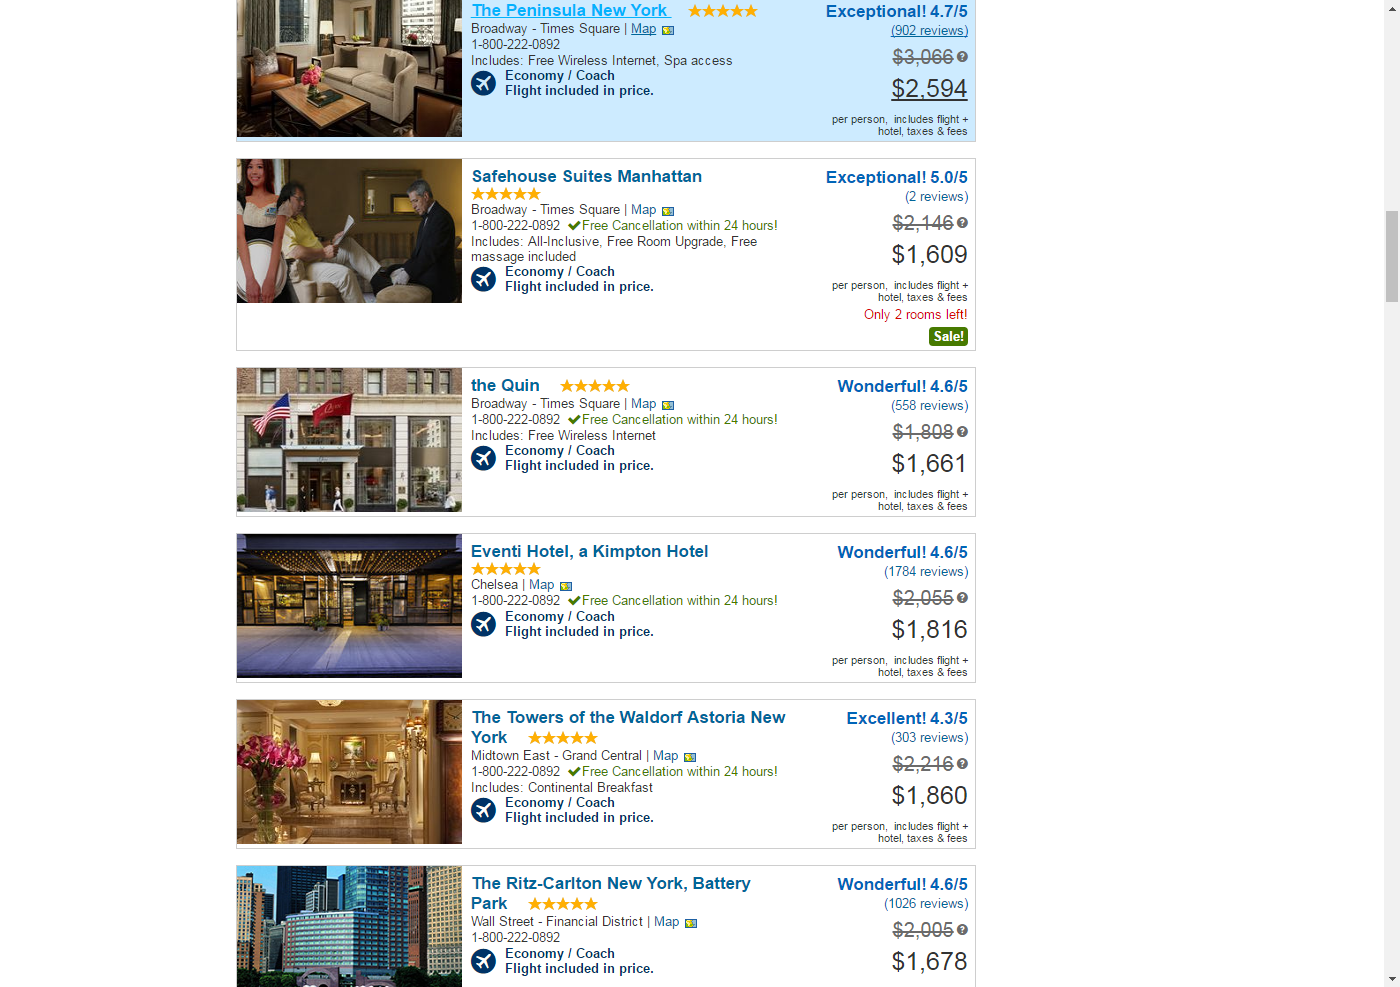 The Peninsula New York
Exceptional! 4.7/5
Broadway - Times Square | Map
(902 reviews)
1-800-222-0892
$3,066
Includes: Free Wireless Internet, Spa access
Economy / Coach
$2,594
Flight included in price.
per person, includes flight +
hotel, taxes & fees
Safehouse Suites Manhattan
Exceptional! 5.0/5
(2 reviews)
Broadway - Times Square | Map
$2,146
1-800-222-0892 Free Cancellation within 24 hours!
Includes: All-Inclusive, Free Room Upgrade, Free
massage included
$1,609
Economy / Coach
Flight included in price.
per person, includes flight +
hotel, taxes & fees
Only 2 rooms left!
Sale!
the Quin
Wonderful! 4.6/5
Broadway - Times Square | Map
(558 reviews)
1-800-222-0892 Free Cancellation within 24 hours!
$1,808
Includes: Free Wireless Internet
Economy / Coach
$1,661
Flight included in price.
per person, includes flight +
hotel, taxes & fees
Eventi Hotel, a Kimpton Hotel
Wonderful! 4.6/5
(1784 reviews)
Chelsea | Map
$2,055
1-800-222-0892 Free Cancellation within 24 hours!
Economy / Coach
$1,816
Flight included in price.
per person, includes flight +
hotel, taxes & fees
The Towers of the Waldorf Astoria New
York
Excellent! 4.3/5
(303 reviews)
Midtown East - Grand Central | Map
$2,216
1-800-222-0892 Free Cancellation within 24 hours!
Includes: Continental Breakfast
$1,860
Economy / Coach
Flight included in price.
per person, includes flight +
hotel, taxes & fees
The Ritz-Carlton New York, Battery
Park
Wonderful! 4.6/5
(1026 reviews)
Wall Street - Financial District | Map
$2,005
1-800-222-0892
Economy / Coach
$1,678
Flight included in price.